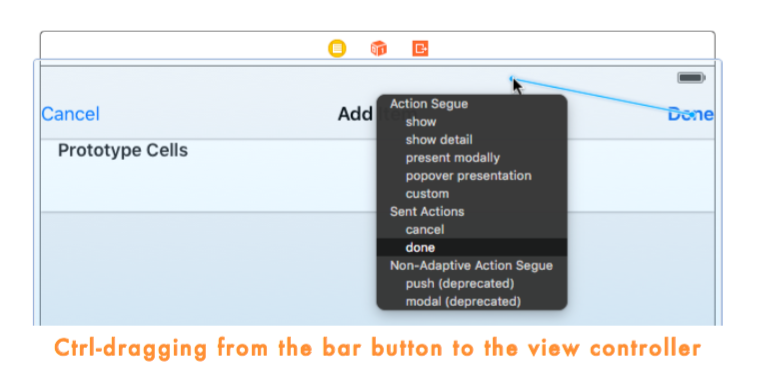 Cancel
Add
Done
Prototype Cells
Action Segue
show
show detail
present modally
popover presentation
custom
Sent Actions
cancel
done
Non-Adaptive Action Segue
push (deprecated)
modal (deprecated)
Ctrl-dragging from the bar button to the view controller